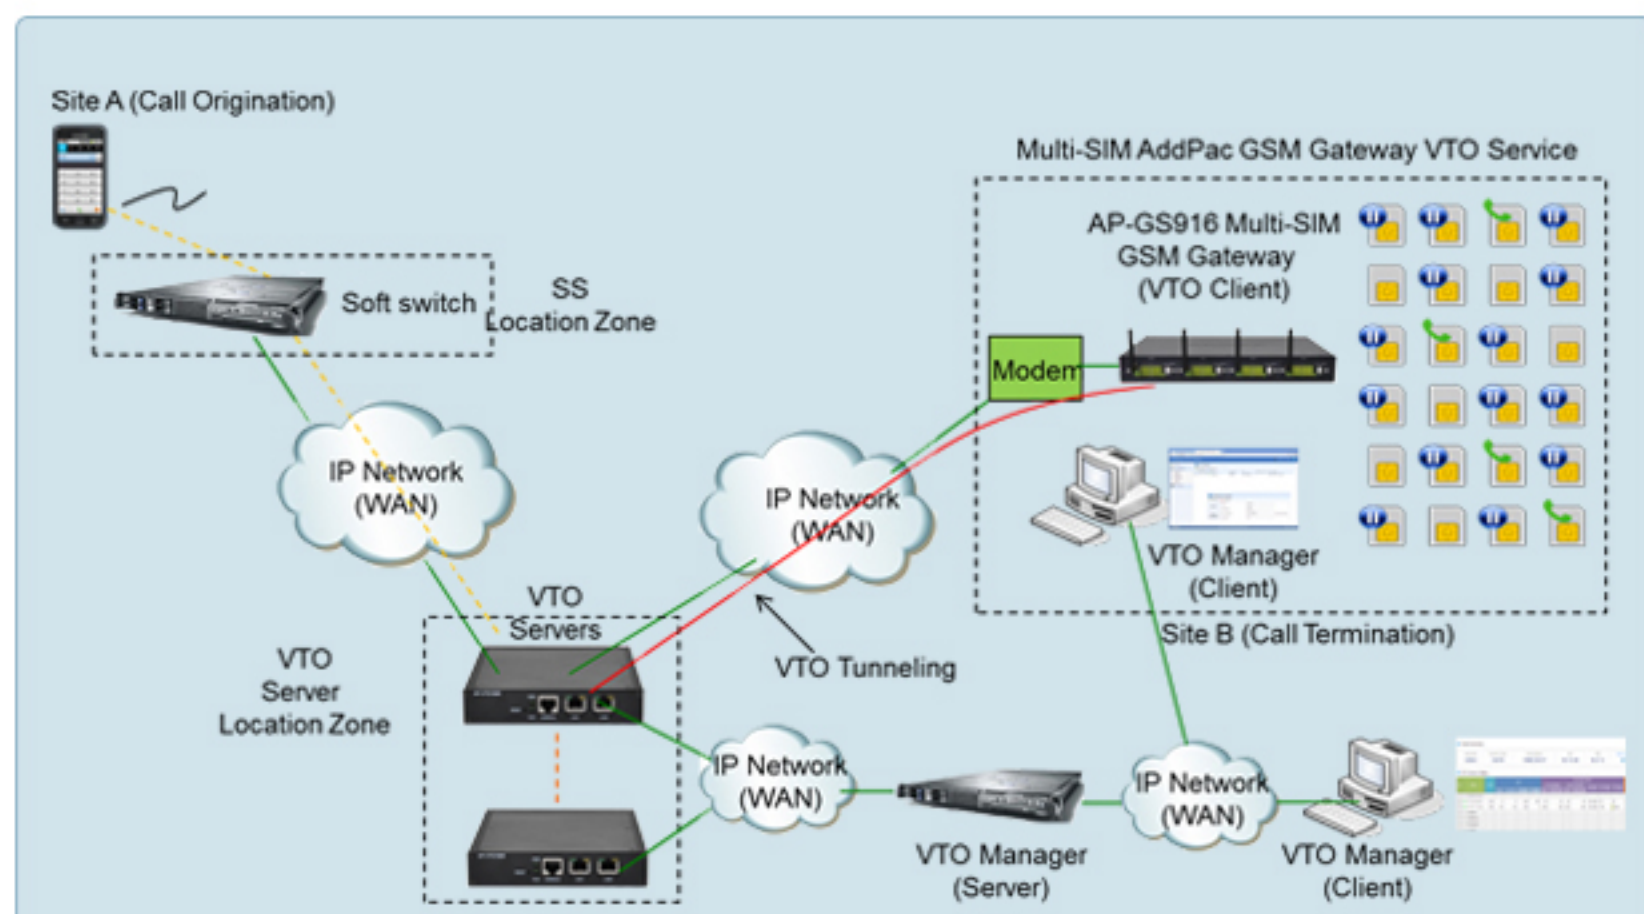 Site A (Call Origination)
Multi-SIM AddPac GSM Gateway VTO Service
AP-GS916 Multi-SIM
GSM Gateway
(VTO Client)
Soft switch
SS
Location Zone
Modem
IP Network
(WAN)
IP Network
(WAN)
VTO Manager
(Client)
VTO
Servers
Site B (Call Termination)
VTO
Server
Location Zone
VTO Tunneling
IP Network
(WAN)
IP Network
(WAN)
VTO Manager
(Server)
VTO Manager
(Client)